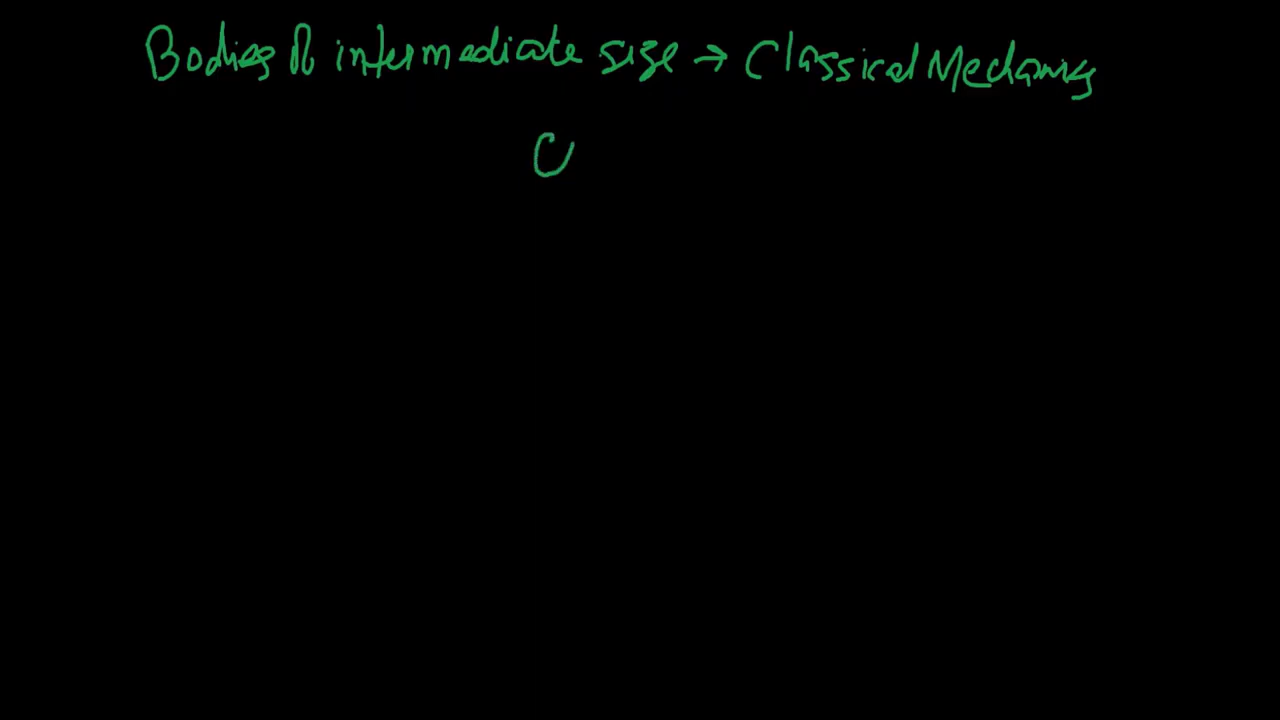 Bodies of intermediate size → Classical Mechanics